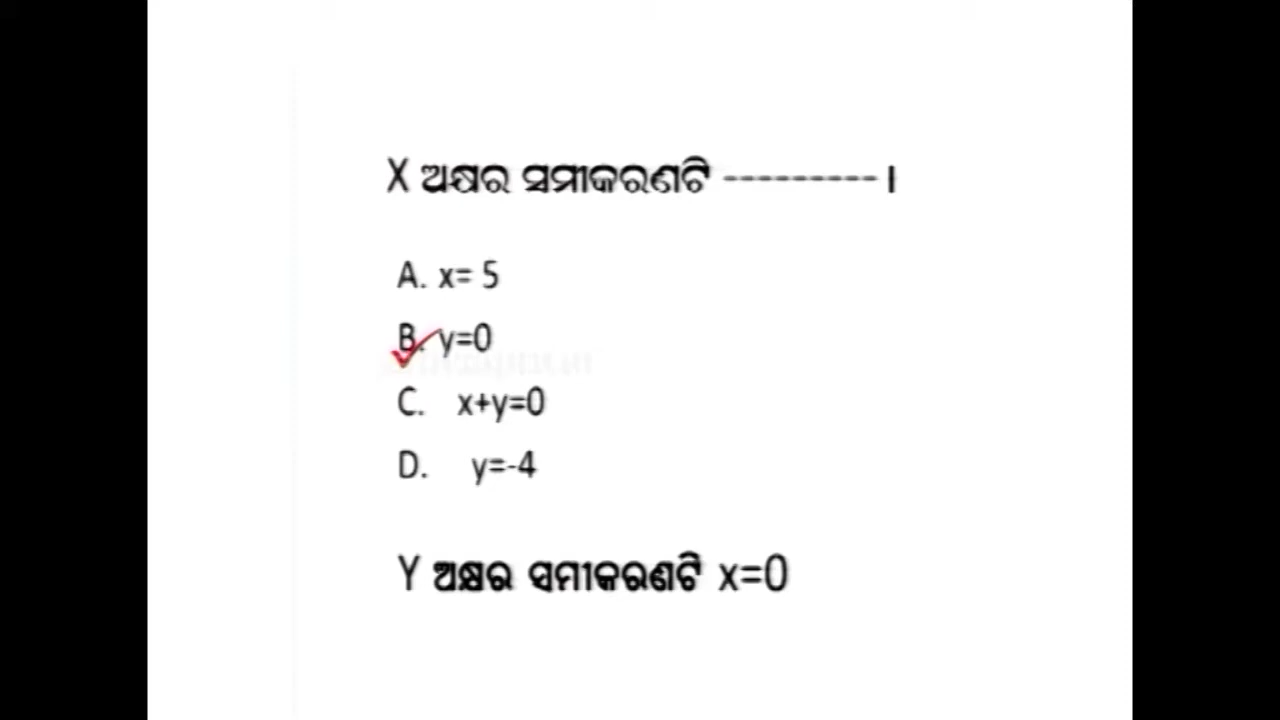 X ଅକ୍ଷର ସମୀକରଣଟି --------- ।
A. x= 5
B. y=0
C. x+y=0
D. y=-4
Y ଅକ୍ଷର ସମୀକରଣଟି x=0